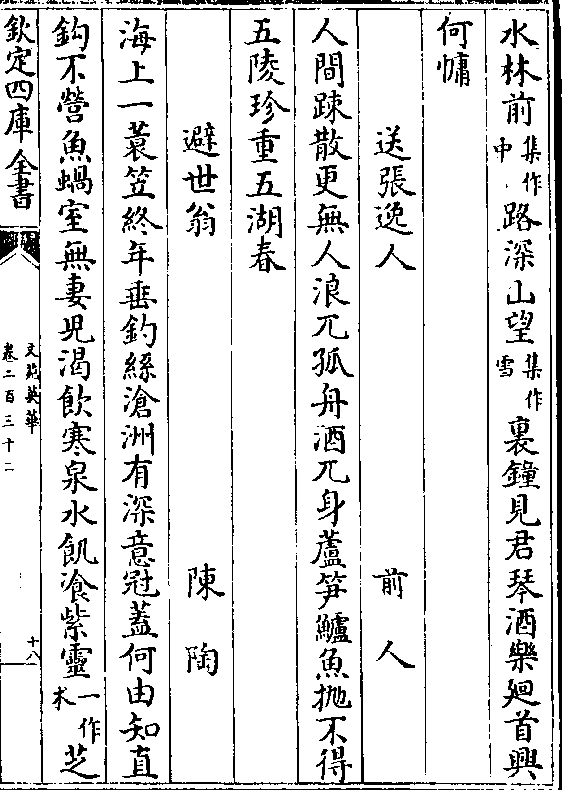 水林前集作中路深山望集作雪裏鐘見君琴酒樂廻首興
何慵
送張逸人 前人
人間踈散更無人浪兀孤舟酒兀身蘆笋鱸魚抛不得
五陵珍重五湖春
避世翁 陳陶
海上一蓑笠終年垂釣絲滄洲有深意冠蓋何由知直
鈎不營魚蝸室無妻兒渴飲寒泉水飢飡紫靈一作木芝
欽定四庫全書
文苑英華
卷二百三十二
十八